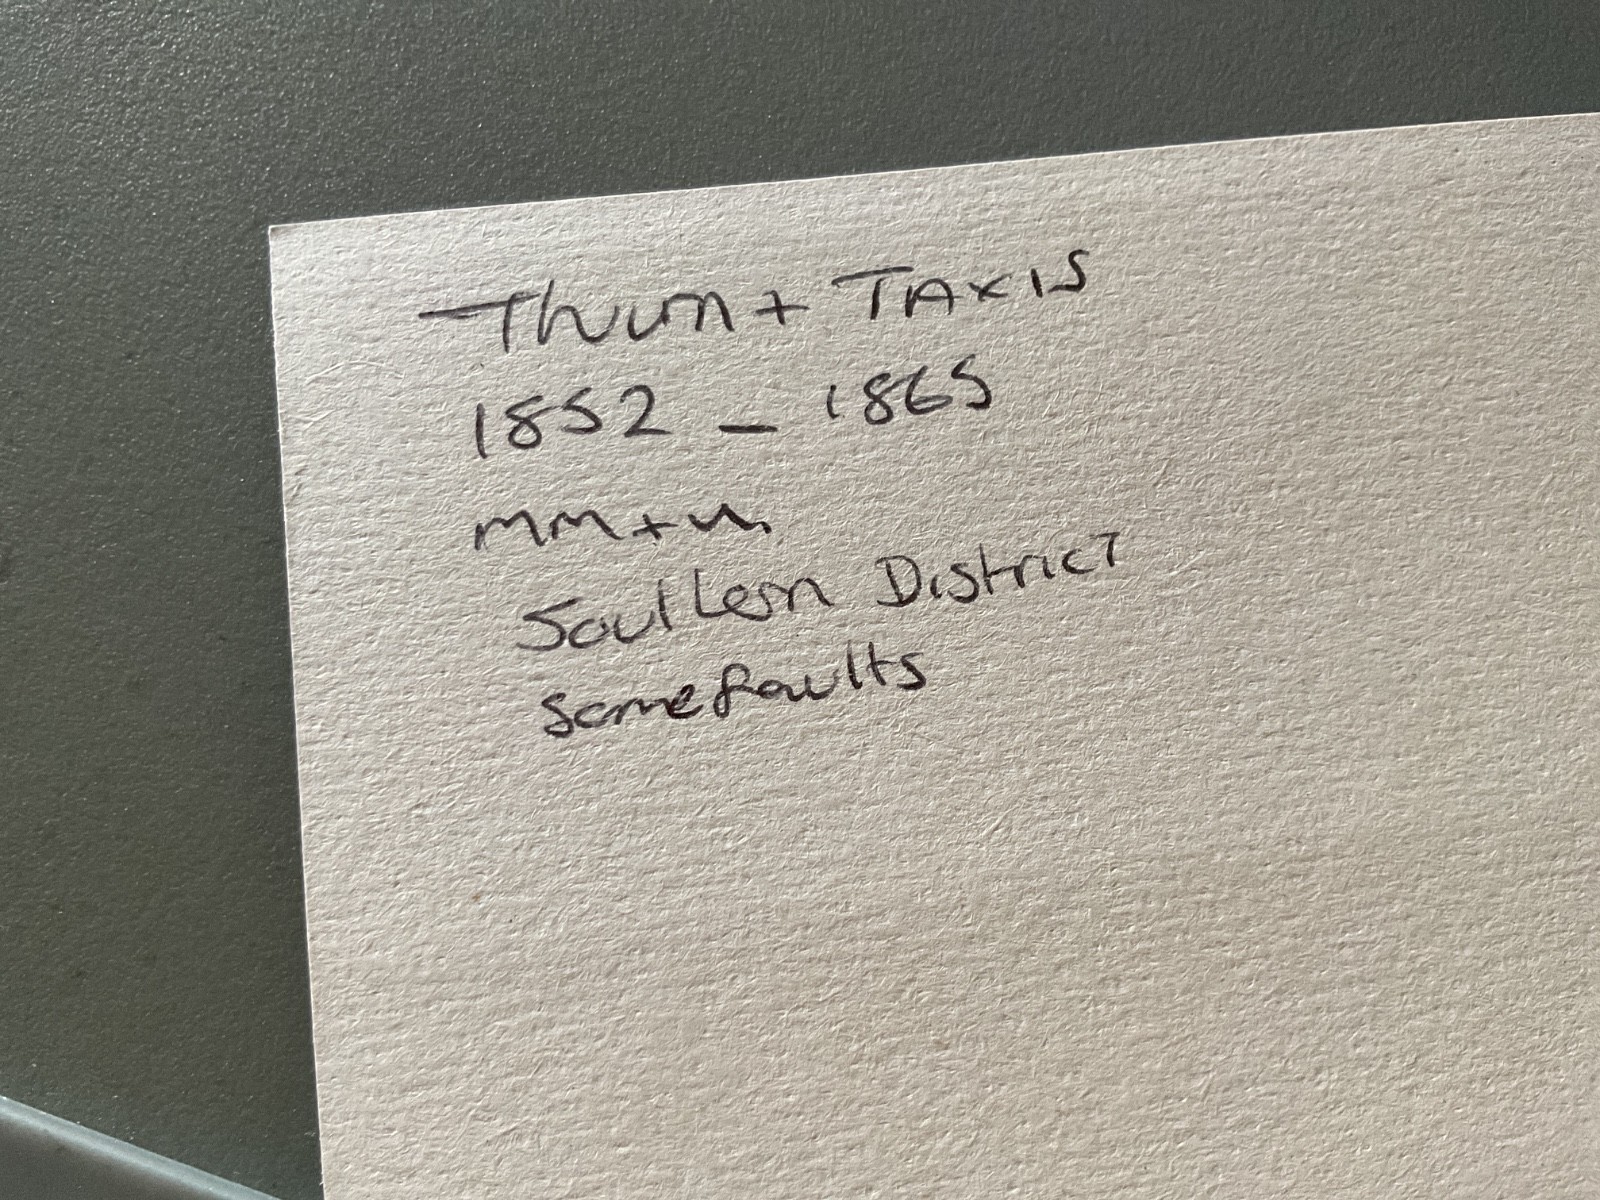 Thurn + TAXIS
1852 - 1865
mm + u.
Southern District
some faults